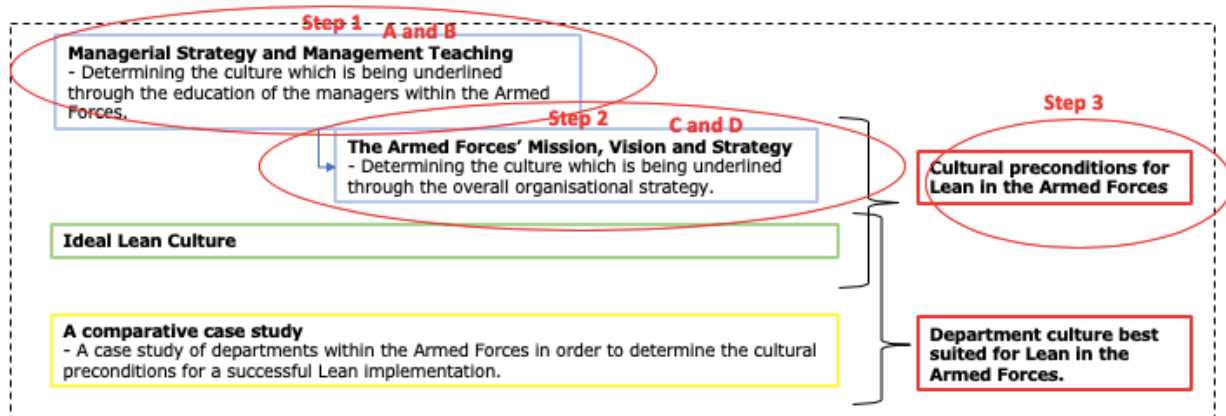 Step 1
A and B
Managerial Strategy and Management Teaching
- Determining the culture which is being underlined
through the education of the managers within the Armed
Forces.
Step 2
C and D
The Armed Forces' Mission, Vision and Strategy
- Determining the culture which is being underlined
through the overall organisational strategy.
Step 3
Cultural preconditions for
Lean in the Armed Forces
Ideal Lean Culture
A comparative case study
- A case study of departments within the Armed Forces in order to determine the cultural
preconditions for a successful Lean implementation.
Department culture best
suited for Lean in the
Armed Forces.